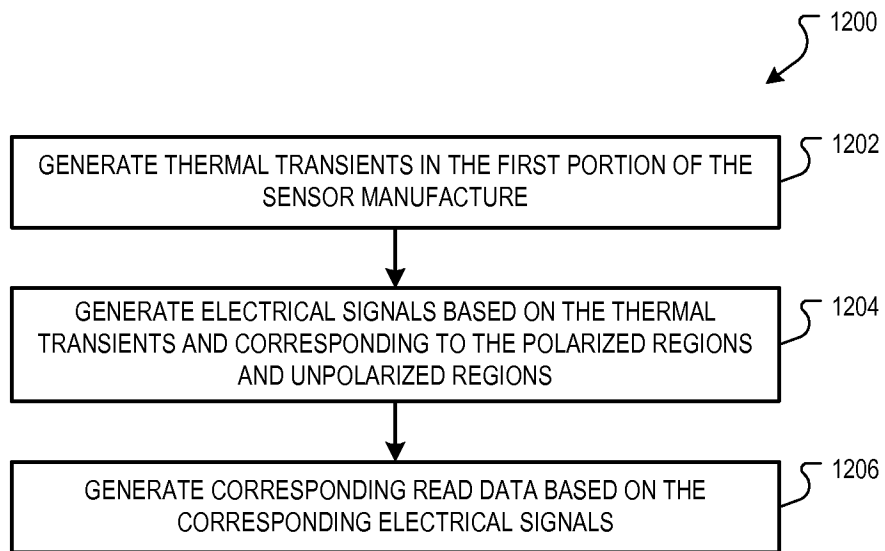 1200
1202
GENERATE THERMAL TRANSIENTS IN THE FIRST PORTION OF THE
SENSOR MANUFACTURE
1204
GENERATE ELECTRICAL SIGNALS BASED ON THE THERMAL
TRANSIENTS AND CORRESPONDING TO THE POLARIZED REGIONS
AND UNPOLARIZED REGIONS
1206
GENERATE CORRESPONDING READ DATA BASED ON THE
CORRESPONDING ELECTRICAL SIGNALS